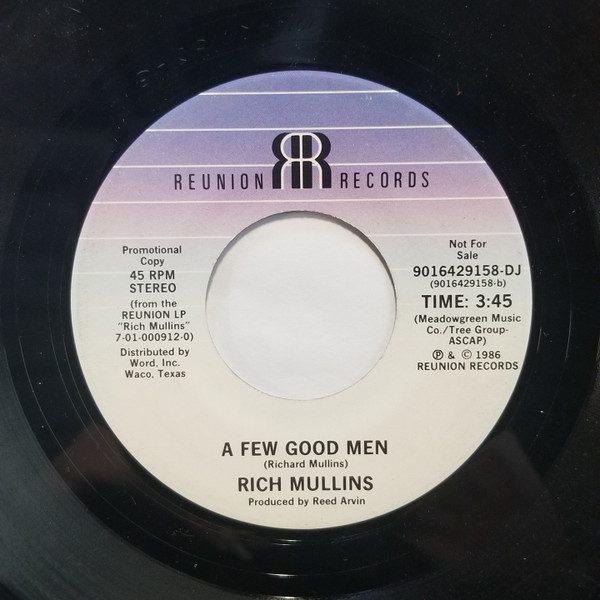 REUNION RR RECORDS
Promotional
Copy
45 RPM
STEREO
(from the
REUNION LP
"Rich Mullins"
7-01-000912-0)
Distributed by
Word, Inc.
Waco, Texas
Not For
Sale
9016429158-DJ
(9016429158-b)
TIME: 3:45
(Meadowgreen Music
Co./Tree Group-
ASCAP)
℗ & © 1986
REUNION RECORDS
A FEW GOOD MEN
(Richard Mullins)
RICH MULLINS
Produced by Reed Arvin